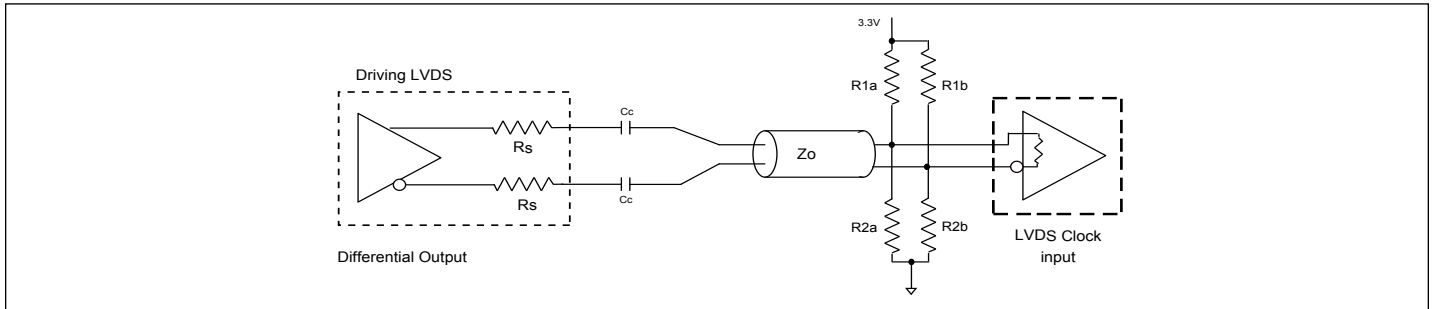 3.3V
Driving LVDS
R1a
R1b
Cc
Rs
Zo
Rs
Cc
R2a
R2b
LVDS Clock
input
Differential Output